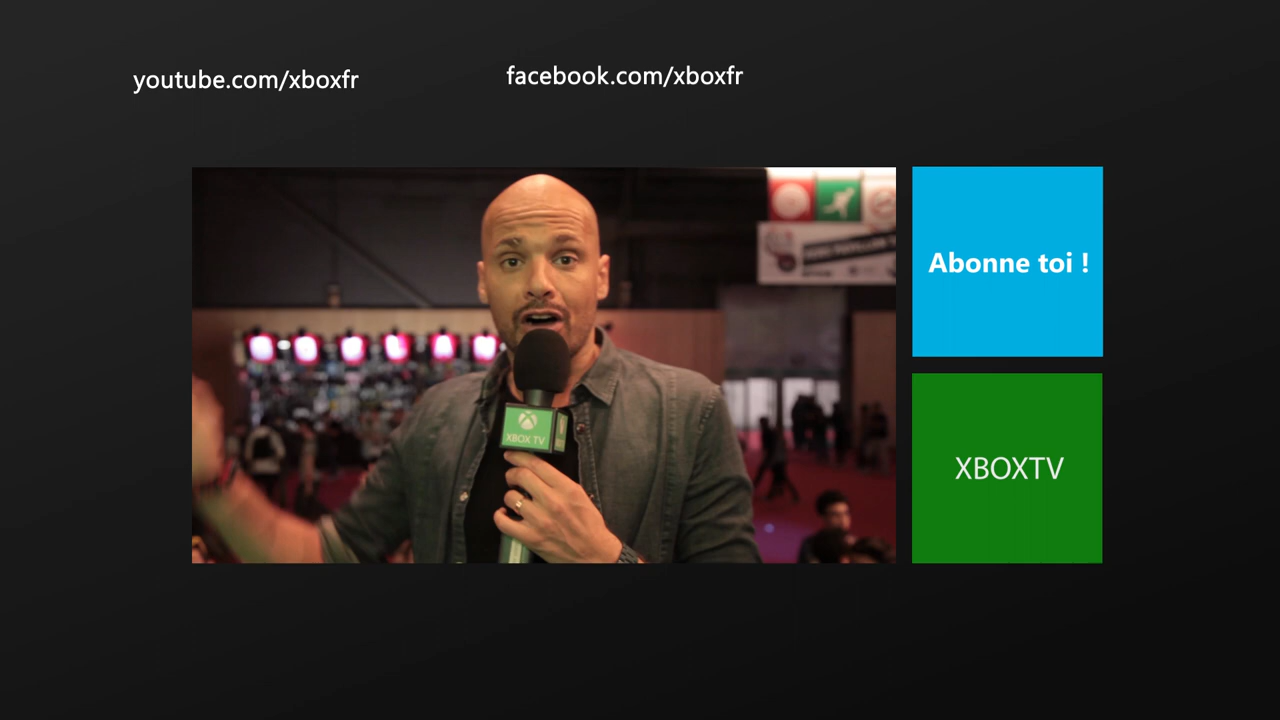 youtube.com/xboxfr
facebook.com/xboxfr
Abonne toi !
XBOX TV
XBOXTV